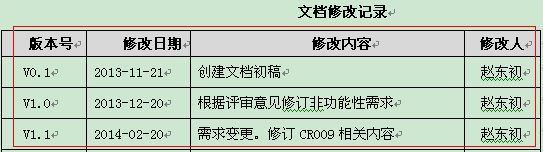 文档修改记录
版本号 修改日期 修改内容 修改人
V0.1 2013-11-21 创建文档初稿 赵东初
V1.0 2013-12-20 根据评审意见修订非功能性需求 赵东初
V1.1 2014-02-20 需求变更。修订 CR009 相关内容 赵东初